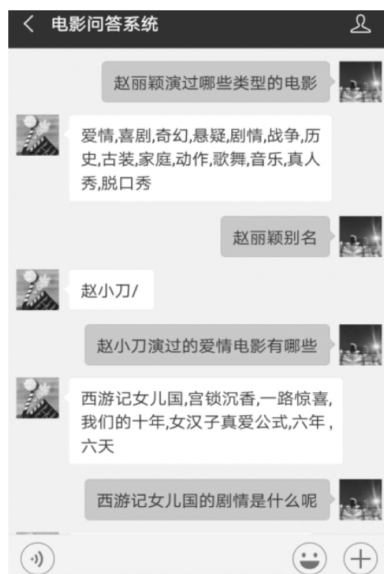 电影问答系统
赵丽颖演过哪些类型的电影
爱情,喜剧,奇幻,悬疑,剧情,战争,历
史,古装,家庭,动作,歌舞,音乐,真人
秀,脱口秀
赵丽颖别名
赵小刀/
赵小刀演过的爱情电影有哪些
西游记女儿国,宫锁沉香,一路惊喜,
我们的十年,女汉子真爱公式,六年,
六天
西游记女儿国的剧情是什么呢